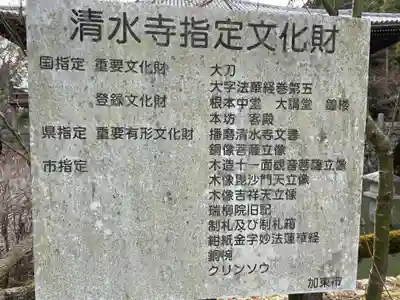 清水寺指定文化財
国指定 重要文化財 大刀
大字法華経巻第五
登録文化財 根本中堂 大講堂 鐘楼
本坊 客殿
県指定 重要有形文化財 播磨清水寺文書
銅像菩薩立像
市指定 木造十一面観音菩薩立像
木像毘沙門天立像
木像吉祥天立像
瑞柳院旧記
制札及び制札箱
紺紙金字妙法蓮華経
銅椀
クリンソウ
加東市